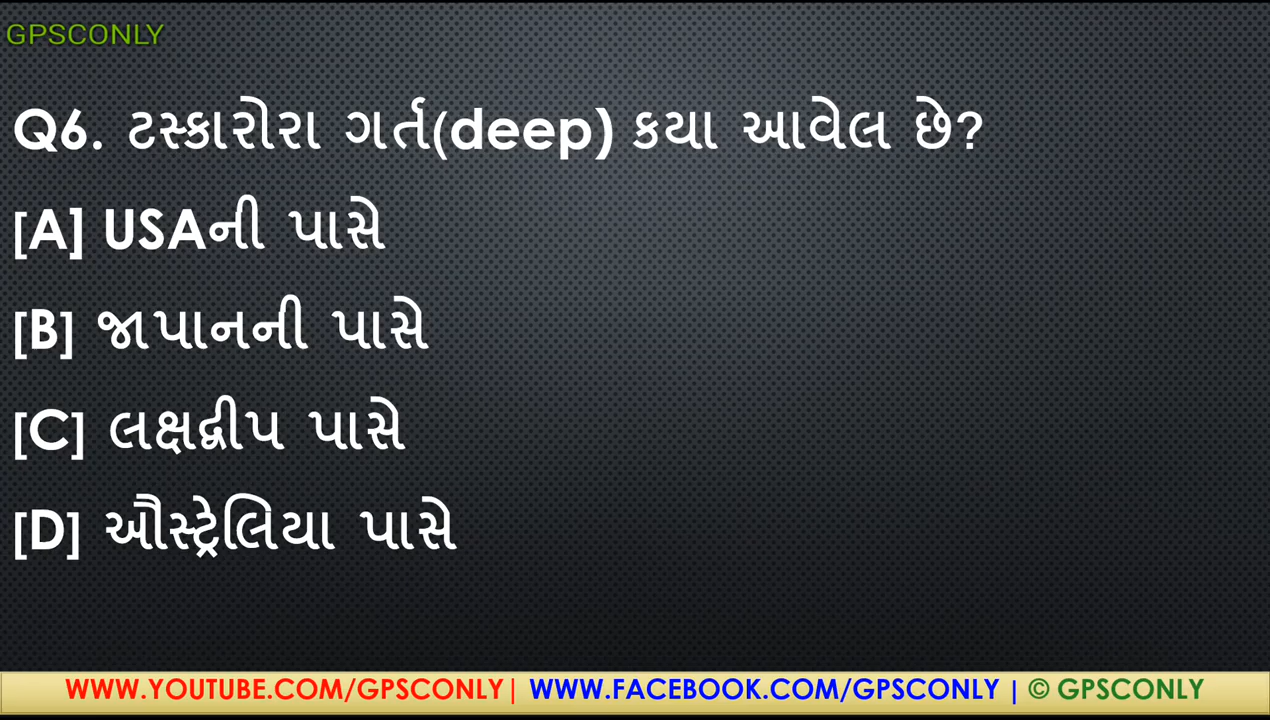 GPSCONLY
Q6. ટસ્કારોરા ગર્ત(deep) કયા આવેલ છે?
[A] USAની પાસે
[B] જાપાનની પાસે
[C] લક્ષદ્વીપ પાસે
[D] ઔસ્ટ્રેલિયા પાસે
WWW.YOUTUBE.COM/GPSCONLY| WWW.FACEBOOK.COM/GPSCONLY | © GPSCONLY